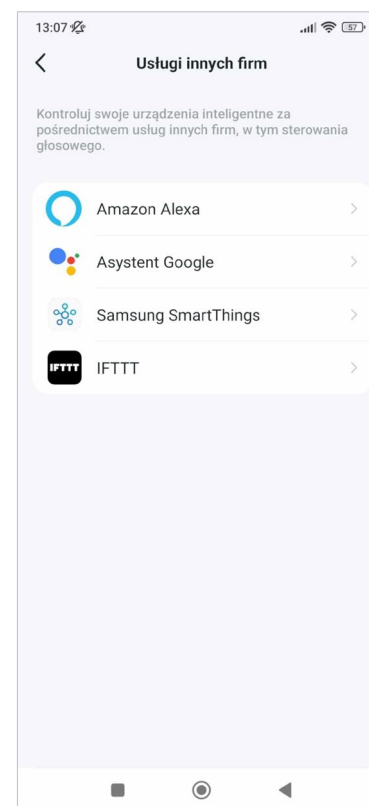 13:07 57
Usługi innych firm
Kontroluj swoje urządzenia inteligentne za
pośrednictwem usług innych firm, w tym sterowania
głosowego.
Amazon Alexa
Asystent Google
Samsung SmartThings
IFTTT IFTTT